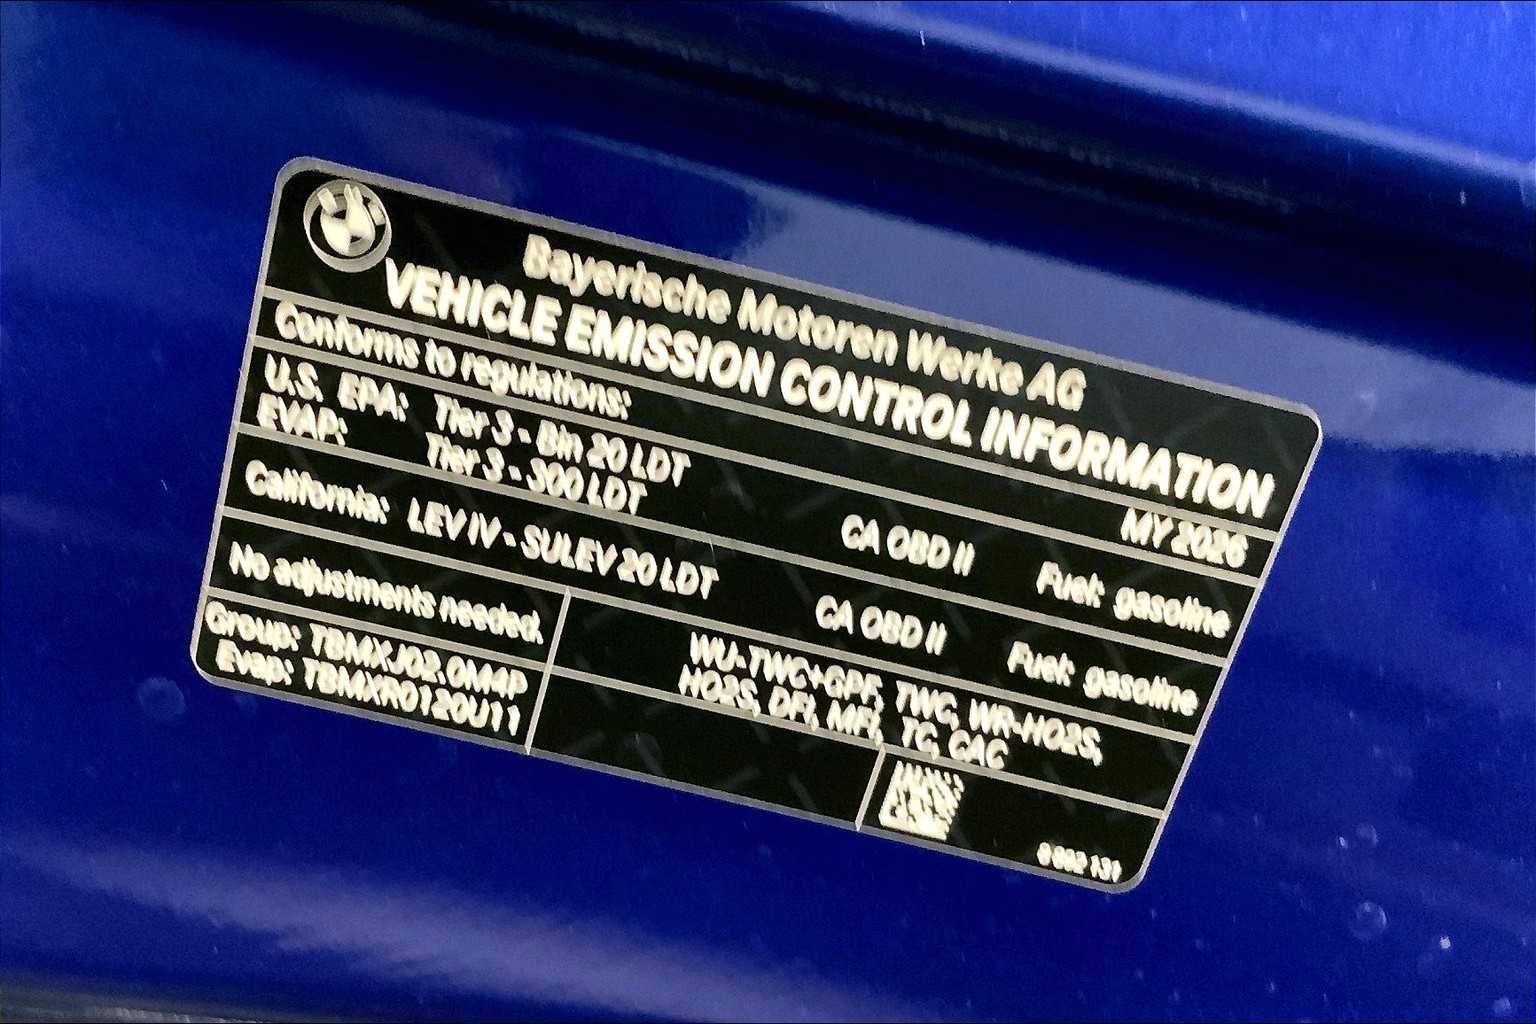 Bayerische Motoren Werke AG
VEHICLE EMISSION CONTROL INFORMATION
Conforms to regulations: MY 2026
U.S. EPA: Tier 3 - Bin 20 LDT CA OBD II Fuel: gasoline
EVAP: Tier 3 - 300 LDT
California: LEV IV - SULEV 20 LDT CA OBD II Fuel: gasoline
No adjustments needed. WU-TWC+GPF, TWC, WR-HO2S,
HO2S, DFI, MFI, TC, CAC
Group: TBMXJ02.0M4P
Evap: TBMXR0120U11